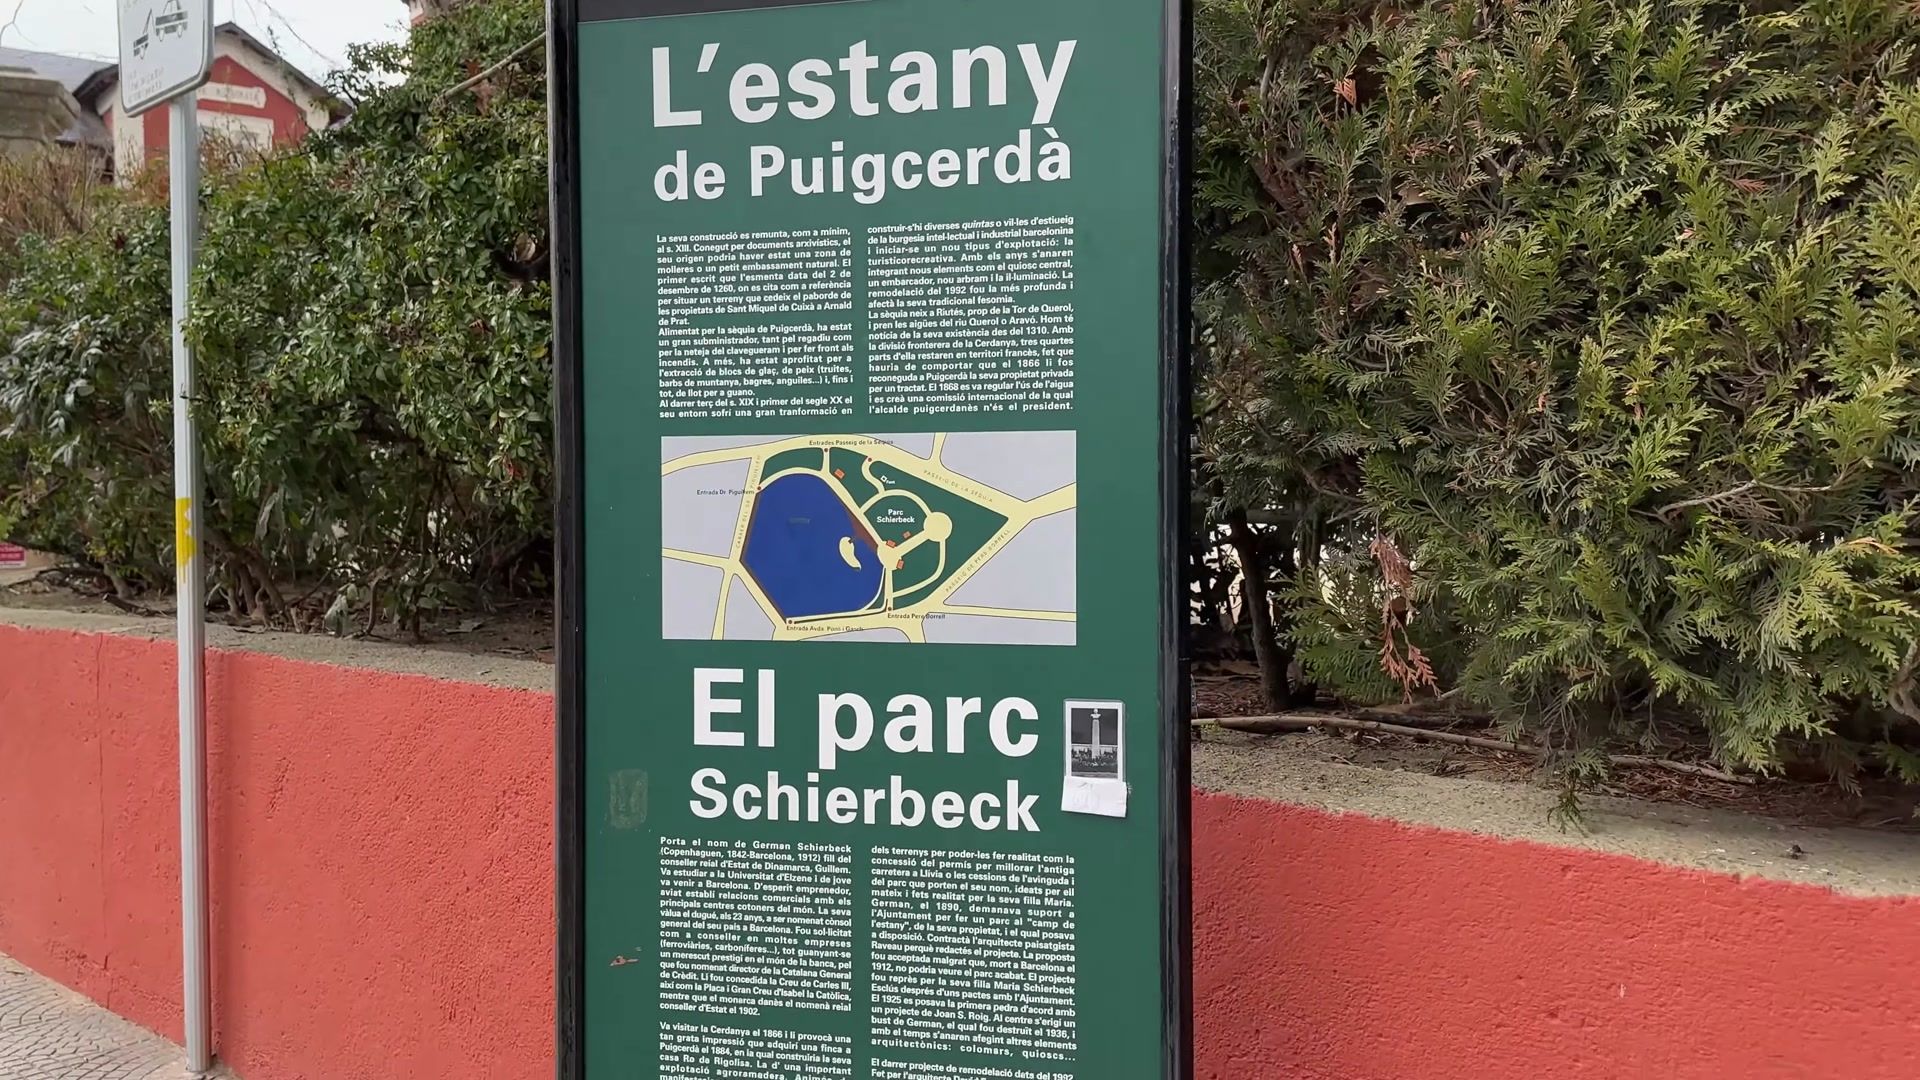 L'estany
de Puigcerdà
La seva construcció es remunta, com a mínim,
al s. XIII. Conegut per documents arxivístics, el
seu origen podria haver estat una zona de
molleres o un petit embassament natural. El
primer escrit que l'esmenta data del 2 de
desembre de 1260, on es cita com a referència
per situar un terreny que cedeix el paborde de
les propietats de Sant Miquel de Cuixà a Arnald
de Prat.
Alimentat per la sèquia de Puigcerdà, ha estat
un gran subministrador, tant pel regadiu com
per la neteja del clavegueram i per fer front als
incendis. A més, ha estat aprofitat per a
l'extracció de blocs de glaç, de peix (truites,
barbs de muntanya, bagres, anguiles...) i, fins i
tot, de llot per a guano.
Al darrer terç del s. XIX i primer del segle XX el
seu entorn sofrí una gran tranformació en
construir-s'hi diverses quintas o vil·les d'estiueig
de la burgesia intel·lectual i industrial barcelonina
i iniciar-se un nou tipus d'explotació: la
turisticorecreativa. Amb els anys s'anaren
integrant nous elements com el quiosc central,
un embarcador, nou arbram i la il·luminació. La
remodelació del 1992 fou la més profunda i
afectà la seva tradicional fesomia.
La sèquia neix a Riutés, prop de la Tor de Querol,
i pren les aigües del riu Querol o Aravó. Hom té
notícia de la seva existència des del 1310. Amb
la divisió fronterera de la Cerdanya, tres quartes
parts d'ella restaren en territori francès, fet que
hauria de comportar que el 1866 li fos
reconeguda a Puigcerdà la seva propietat privada
per un tractat. El 1868 es va regular l'ús de l'aigua
i es creà una comissió internacional de la qual
l'alcalde puigcerdanès n'és el president.
Entrades Passeig de la Sèquia
Entrada Dr. Piguillem
PASSEIG DE LA SÈQUIA
Font
Parc
Schierbeck
PASSEIG DE PERE BORRELL
Entrada Pere Borrell
Entrada Avda. Pons i Gasch
El parc
Schierbeck
Porta el nom de German Schierbeck
(Copenhaguen, 1842-Barcelona, 1912) fill del
conseller reial d'Estat de Dinamarca, Guillem.
Va estudiar a la Universitat d'Elzene i de jove
va venir a Barcelona. D'esperit emprenedor,
aviat establí relacions comercials amb els
principals centres cotoners del món. La seva
vàlua el dugué, als 23 anys, a ser nomenat cònsol
general del seu país a Barcelona. Fou sol·licitat
com a conseller en moltes empreses
(ferroviàries, carboníferes...), tot guanyant-se
un merescut prestigi en el món de la banca, pel
que fou nomenat director de la Catalana General
de Crèdit. Li fou concedida la Creu de Carles III,
així com la Placa i Gran Creu d'Isabel la Catòlica,
mentre que el monarca danès el nomenà reial
conseller d'Estat el 1902.
Va visitar la Cerdanya el 1866 i li provocà una
tan grata impressió que adquirí una finca a
Puigcerdà el 1884, en la qual construiria la seva
casa Ro da Rigolisa. La d' una important
explotació agroramadera.
dels terrenys per poder-les fer realitat com la
concessió del permís per millorar l'antiga
carretera a Llívia o les cessions de l'avinguda i
del parc que porten el seu nom, ideats per ell
mateix i fets realitat per la seva filla Maria.
German, el 1890, demanava suport a
l'Ajuntament per fer un parc al "camp de
l'estany", de la seva propietat, i el qual posava
a disposició. Contractà l'arquitecte paisatgista
Raveau perquè redactés el projecte. La proposta
fou acceptada malgrat que, mort a Barcelona el
1912, no podria veure el parc acabat. El projecte
fou repres per la seva filla Maria Schierbeck
Esclús després d'uns pactes amb l'Ajuntament.
El 1925 es posava la primera pedra d'acord amb
un projecte de Joan S. Roig. Al centre s'erigí un
bust de German, el qual fou destruït el 1936, i
amb el temps s'anaren afegint altres elements
arquitectònics: colomars, quioscs...
El darrer projecte de remodelació data del 1992
Fet per l'arquitecte